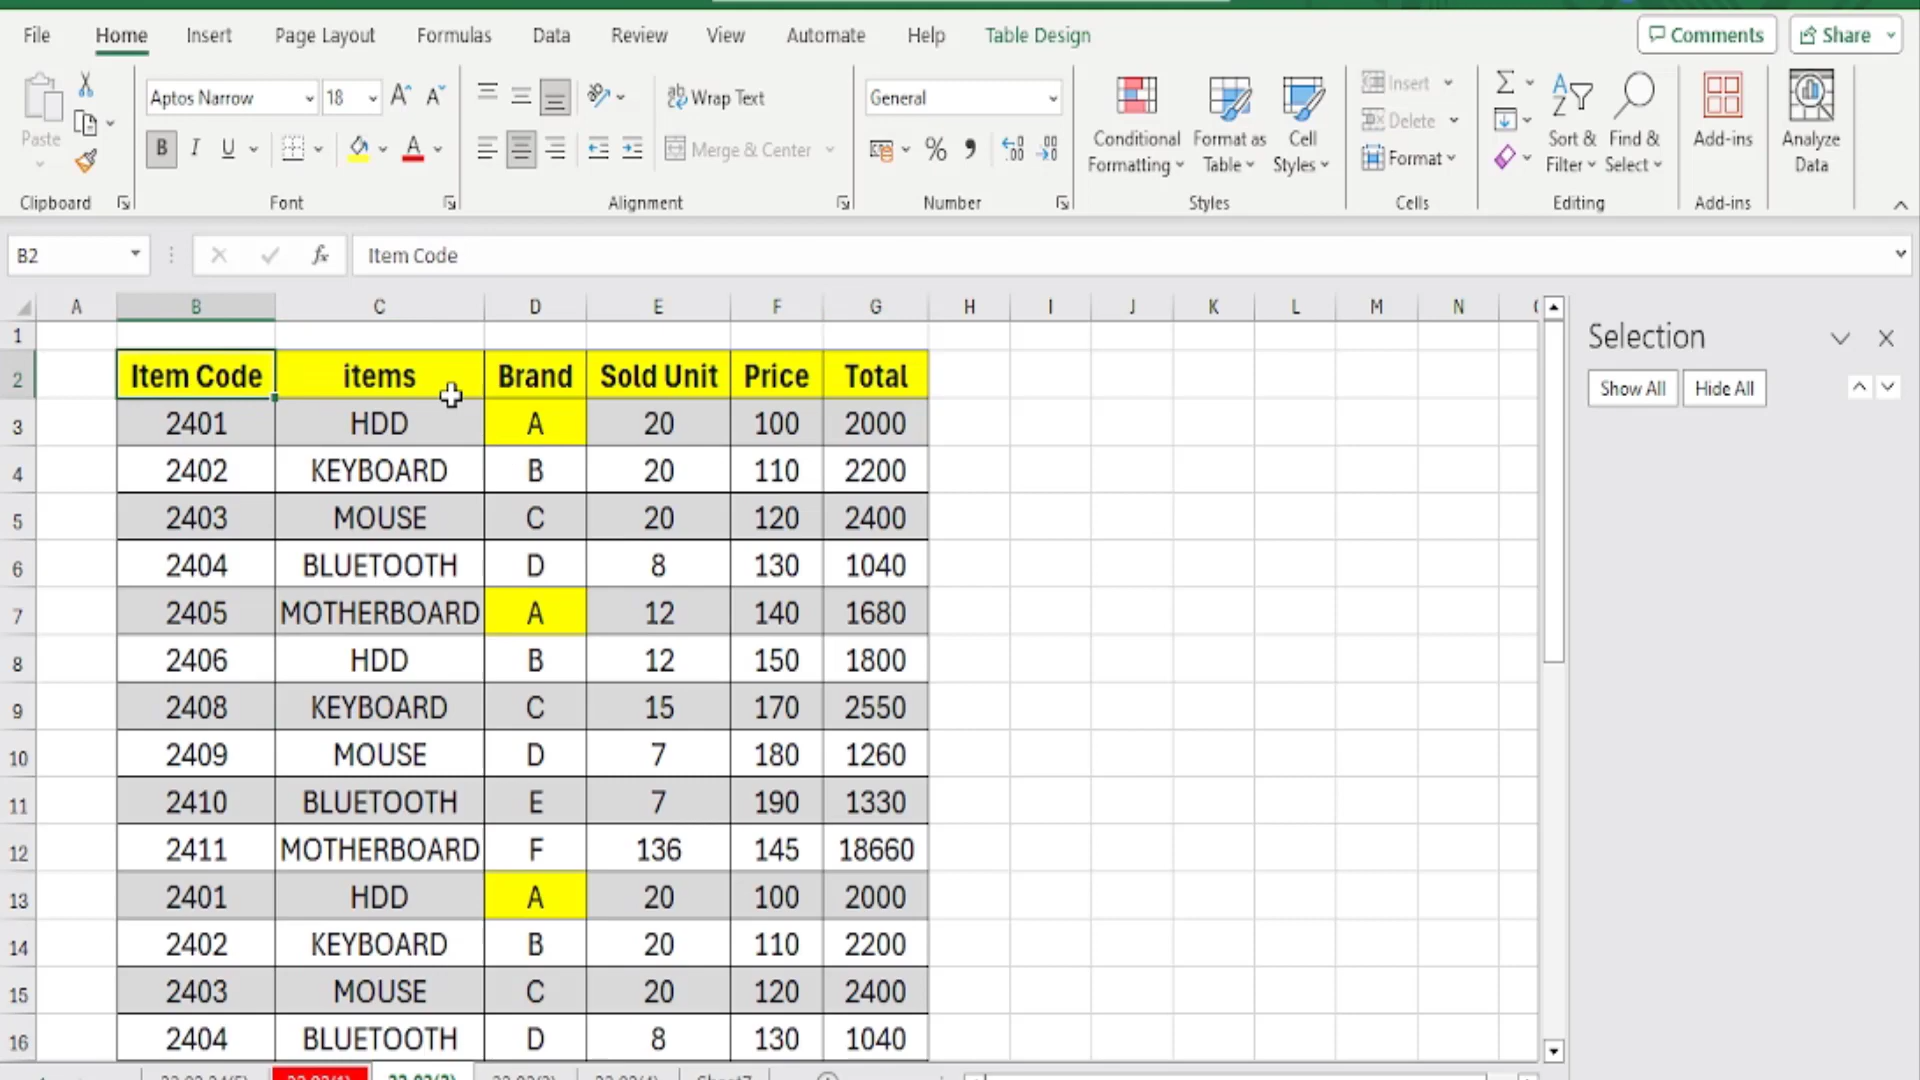 File Home Insert Page Layout Formulas Data Review View Automate Help Table Design Comments Share
Paste
Aptos Narrow 18
B I U
ab Wrap Text
Merge & Center
General
%
Conditional Formatting
Format as Table
Cell Styles
Insert
Delete
Format
Sort & Filter
Find & Select
Add-ins
Analyze Data
Clipboard Font Alignment Number Styles Cells Editing Add-ins
B2 fx Item Code
A B C D E F G H I J K L M N
1
2 Item Code items Brand Sold Unit Price Total
3 2401 HDD A 20 100 2000
4 2402 KEYBOARD B 20 110 2200
5 2403 MOUSE C 20 120 2400
6 2404 BLUETOOTH D 8 130 1040
7 2405 MOTHERBOARD A 12 140 1680
8 2406 HDD B 12 150 1800
9 2408 KEYBOARD C 15 170 2550
10 2409 MOUSE D 7 180 1260
11 2410 BLUETOOTH E 7 190 1330
12 2411 MOTHERBOARD F 136 145 18660
13 2401 HDD A 20 100 2000
14 2402 KEYBOARD B 20 110 2200
15 2403 MOUSE C 20 120 2400
16 2404 BLUETOOTH D 8 130 1040
Selection
Show All Hide All